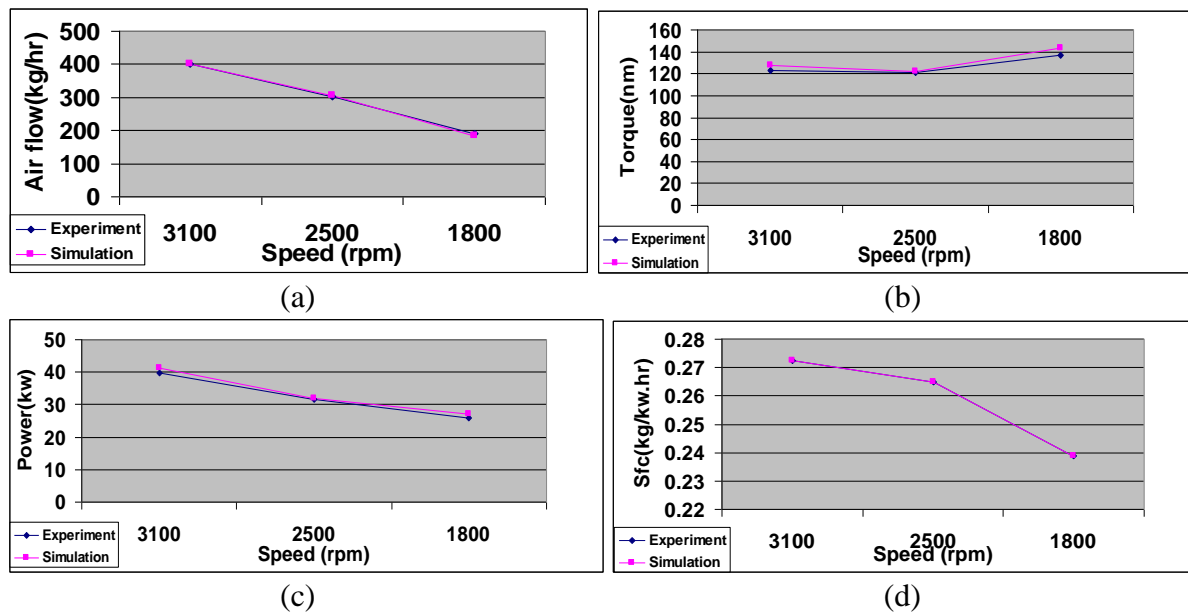 500
400
300
200
100
0
Air flow(kg/hr)
3100
2500
1800
Speed (rpm)
Experiment
Simulation
(a)
160
140
120
100
80
60
40
20
0
Torque(nm)
3100
2500
1800
Speed (rpm)
Experiment
Simulation
(b)
50
40
30
20
10
0
Power(kw)
3100
2500
1800
Speed (rpm)
Experiment
Simulation
(c)
0.28
0.27
0.26
0.25
0.24
0.23
0.22
Sfc(kg/kw.hr)
3100
2500
1800
Speed (rpm)
Experiment
Simulation
(d)